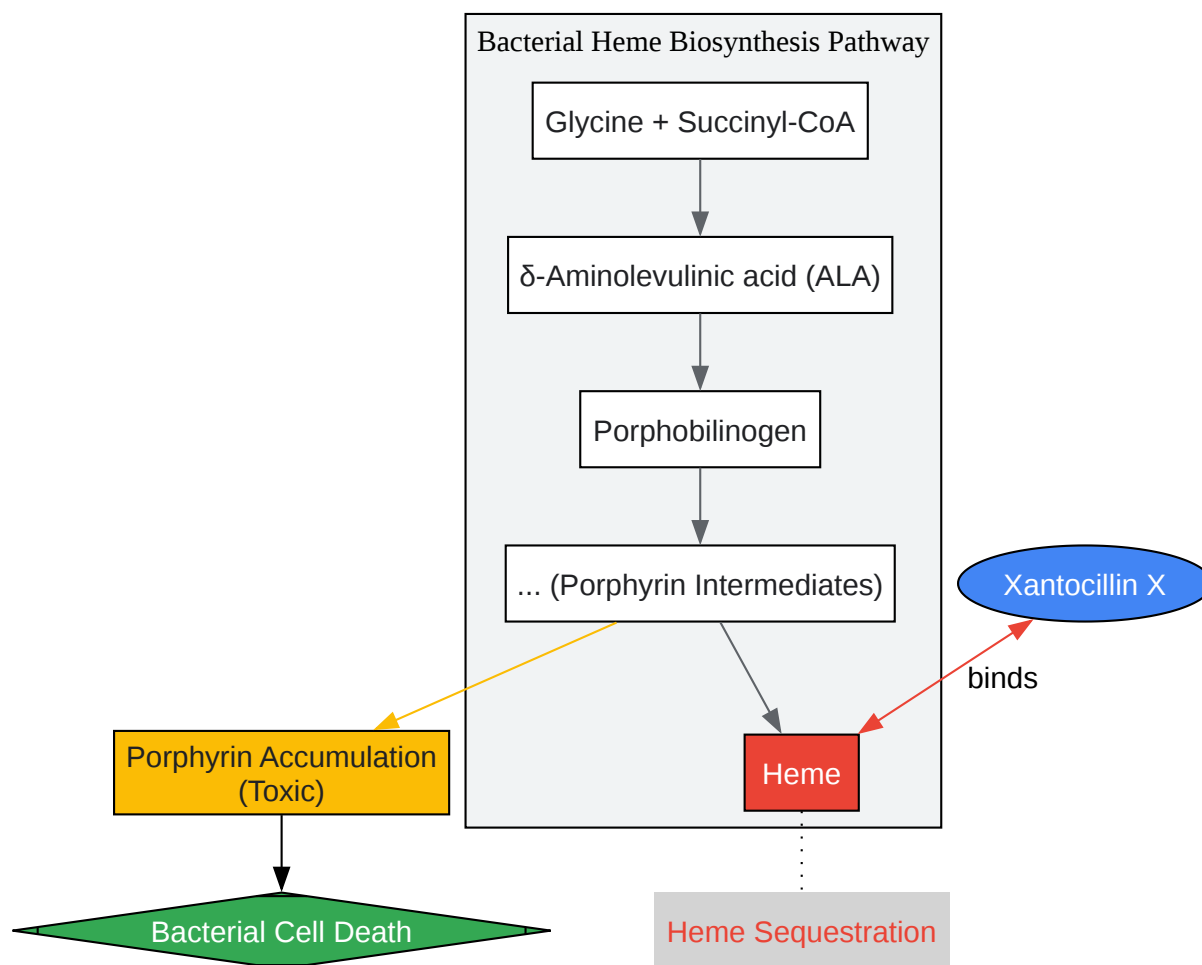 Bacterial Heme Biosynthesis Pathway
Glycine + Succinyl-CoA
δ-Aminolevulinic acid (ALA)
Porphobilinogen
... (Porphyrin Intermediates)
Xantocillin X
binds
Porphyrin Accumulation
(Toxic)
Heme
Bacterial Cell Death
Heme Sequestration